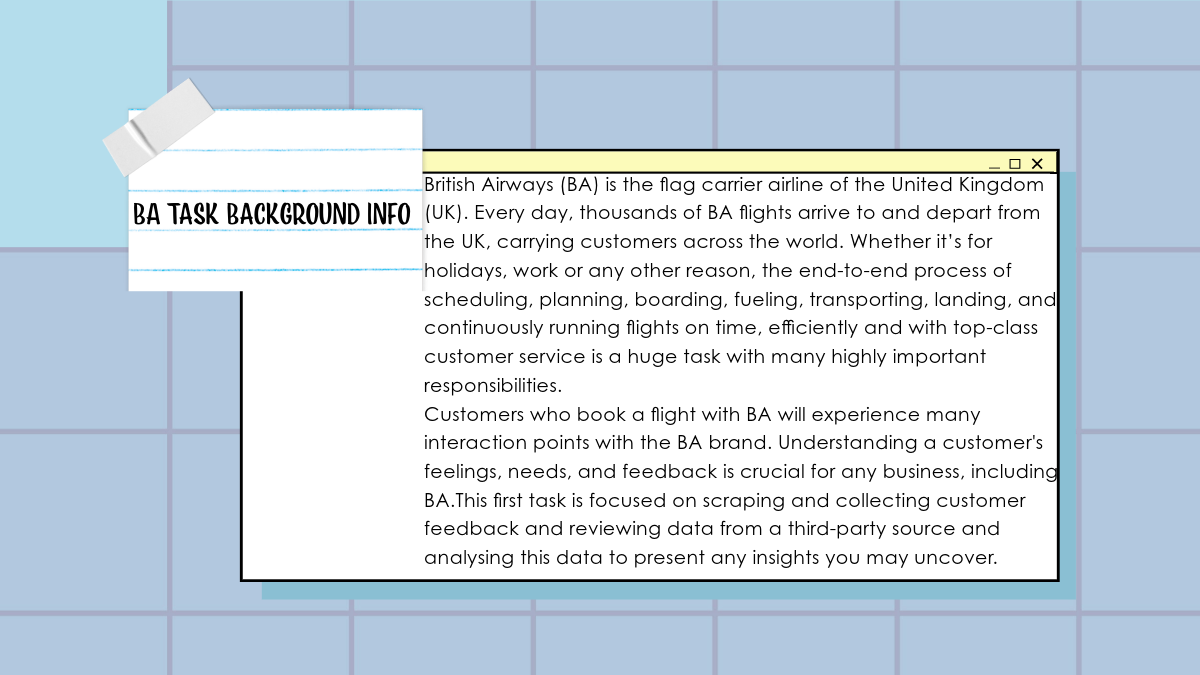 BA TASK BACKGROUND INFO
British Airways (BA) is the flag carrier airline of the United Kingdom
(UK). Every day, thousands of BA flights arrive to and depart from
the UK, carrying customers across the world. Whether it’s for
holidays, work or any other reason, the end-to-end process of
scheduling, planning, boarding, fueling, transporting, landing, and
continuously running flights on time, efficiently and with top-class
customer service is a huge task with many highly important
responsibilities.
Customers who book a flight with BA will experience many
interaction points with the BA brand. Understanding a customer's
feelings, needs, and feedback is crucial for any business, including
BA.This first task is focused on scraping and collecting customer
feedback and reviewing data from a third-party source and
analysing this data to present any insights you may uncover.